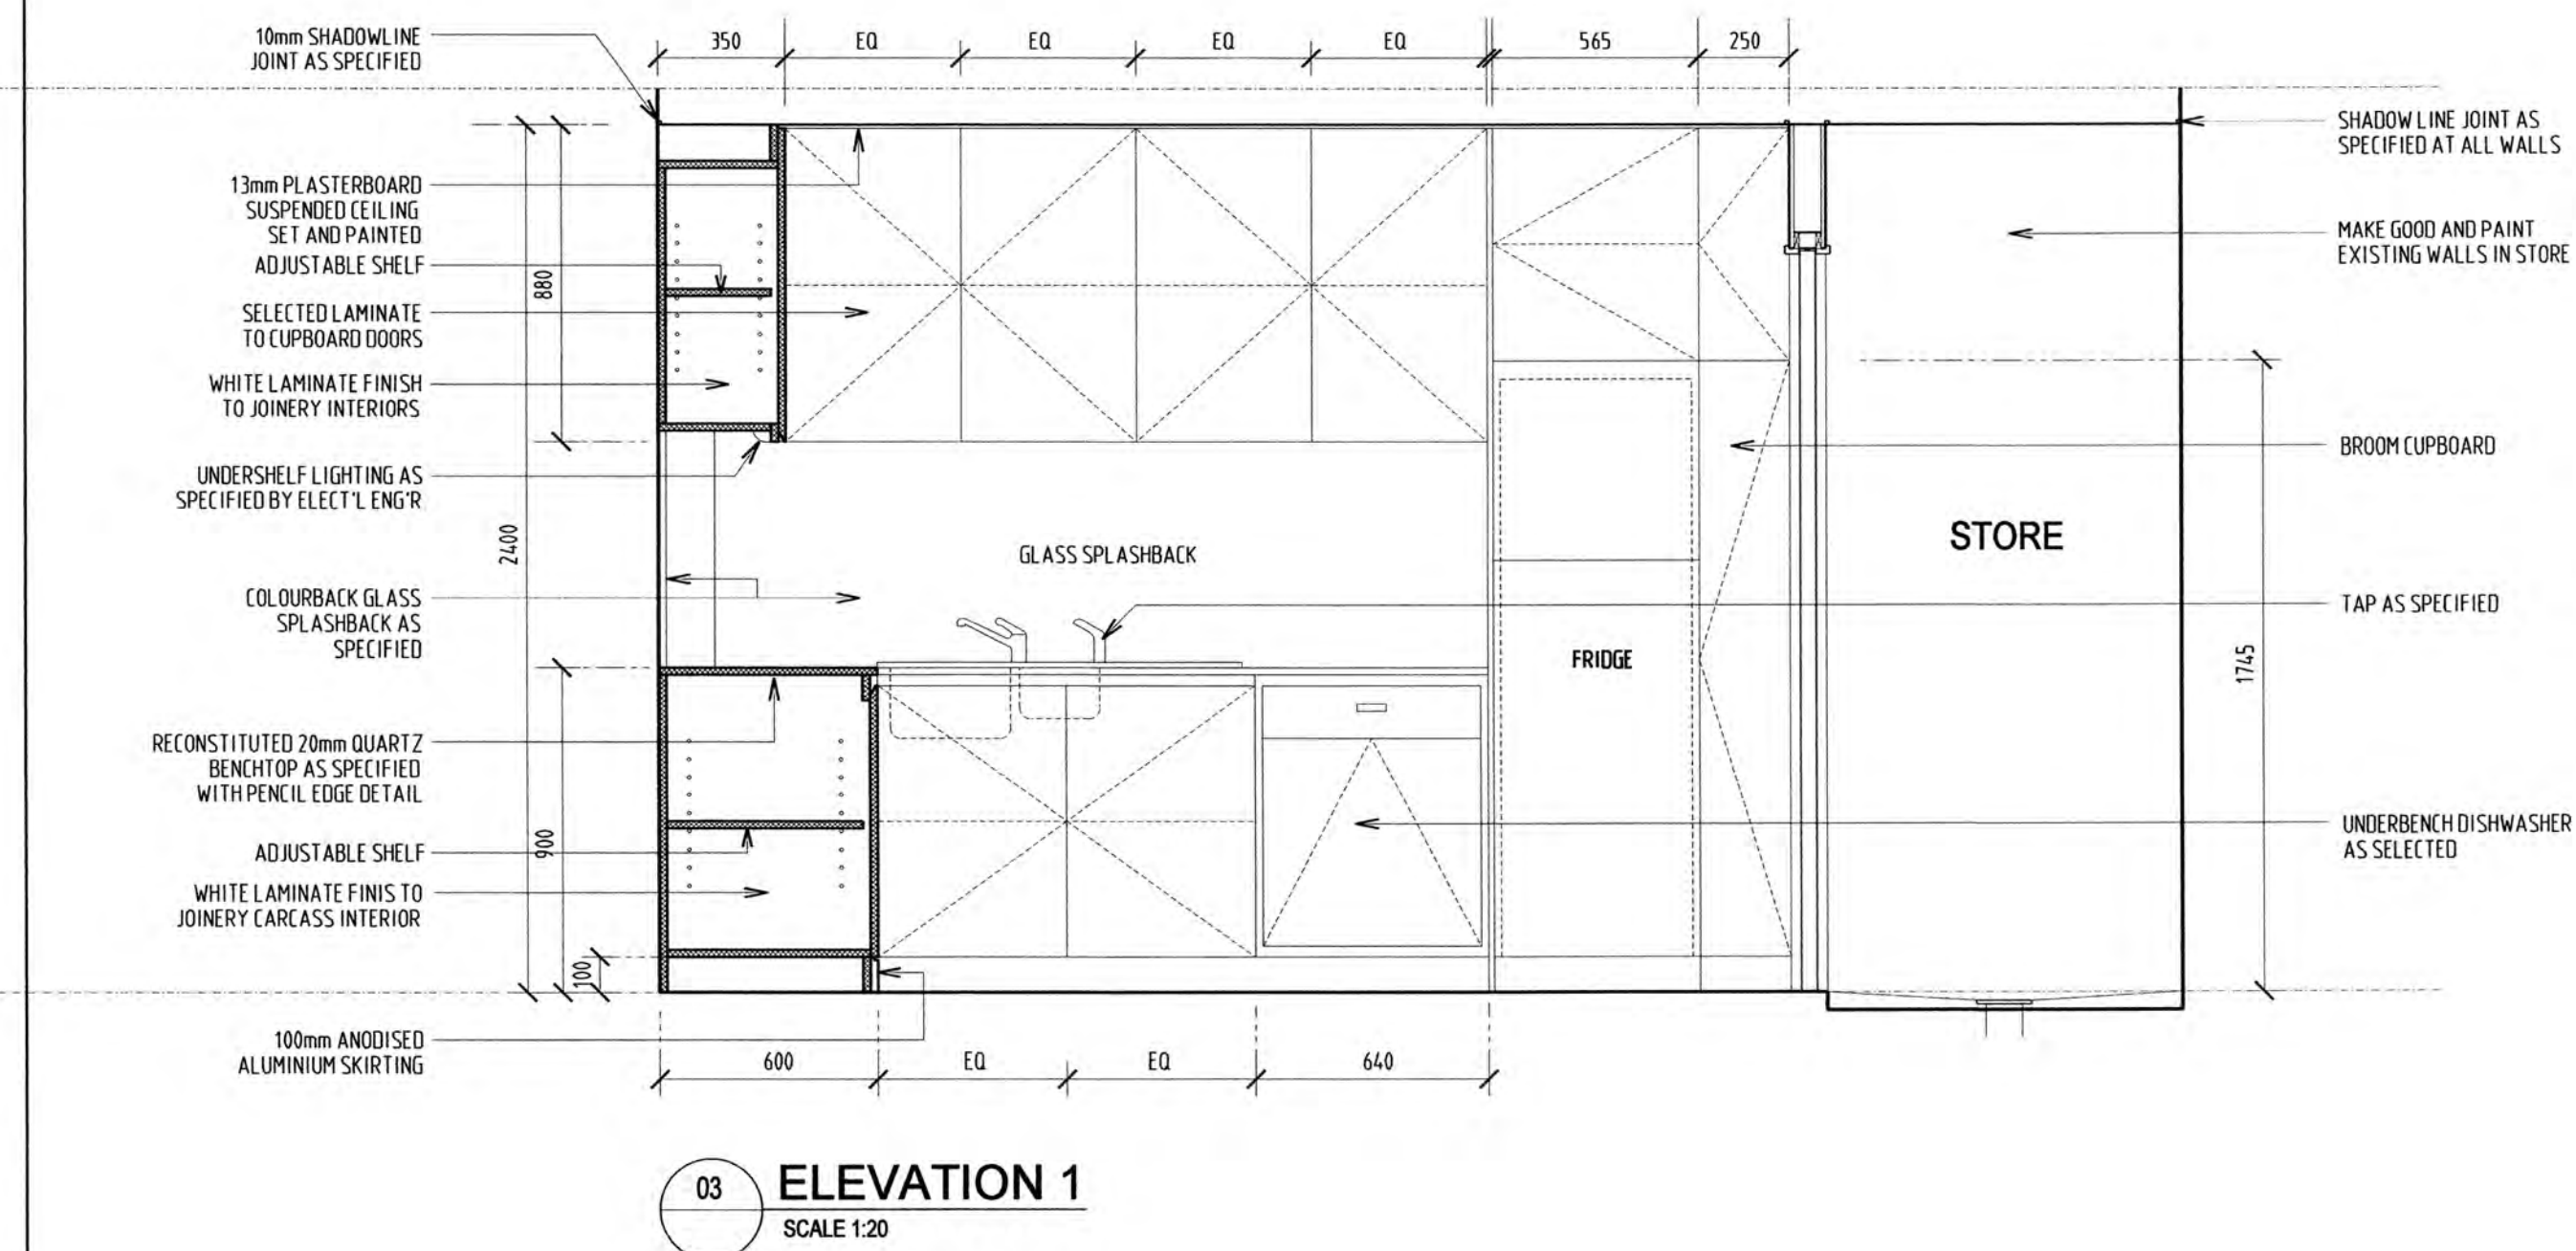 350
EQ
EQ
EQ
EQ
565
250
10mm SHADOWLINE
JOINT AS SPECIFIED
13mm PLASTERBOARD
SUSPENDED CEILING
SET AND PAINTED
ADJUSTABLE SHELF
SELECTED LAMINATE
TO CUPBOARD DOORS
WHITE LAMINATE FINISH
TO JOINERY INTERIORS
UNDERSHELF LIGHTING AS
SPECIFIED BY ELECT'L ENG'R
COLOURBACK GLASS
SPLASHBACK AS
SPECIFIED
RECONSTITUTED 20mm QUARTZ
BENCHTOP AS SPECIFIED
WITH PENCIL EDGE DETAIL
ADJUSTABLE SHELF
WHITE LAMINATE FINIS TO
JOINERY CARCASS INTERIOR
100mm ANODISED
ALUMINIUM SKIRTING
2400
880
900
100
GLASS SPLASHBACK
FRIDGE
STORE
SHADOW LINE JOINT AS
SPECIFIED AT ALL WALLS
MAKE GOOD AND PAINT
EXISTING WALLS IN STORE
BROOM CUPBOARD
TAP AS SPECIFIED
1745
UNDERBENCH DISHWASHER
AS SELECTED
600
EQ
EQ
640
03
ELEVATION 1
SCALE 1:20